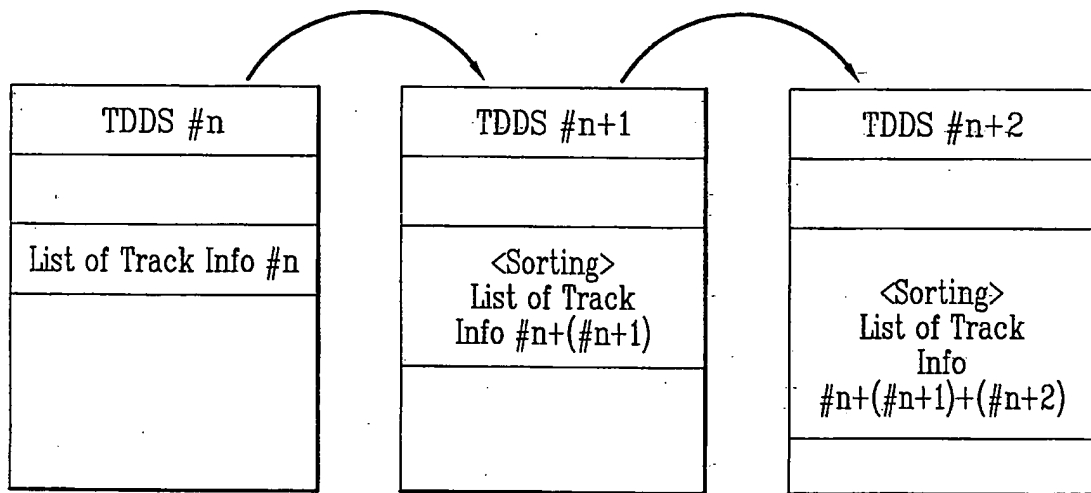 TDDS #n
List of Track Info #n
TDDS #n+1
<Sorting>
List of Track
Info #n+(#n+1)
TDDS #n+2
<Sorting>
List of Track
Info
#n+(#n+1)+(#n+2)